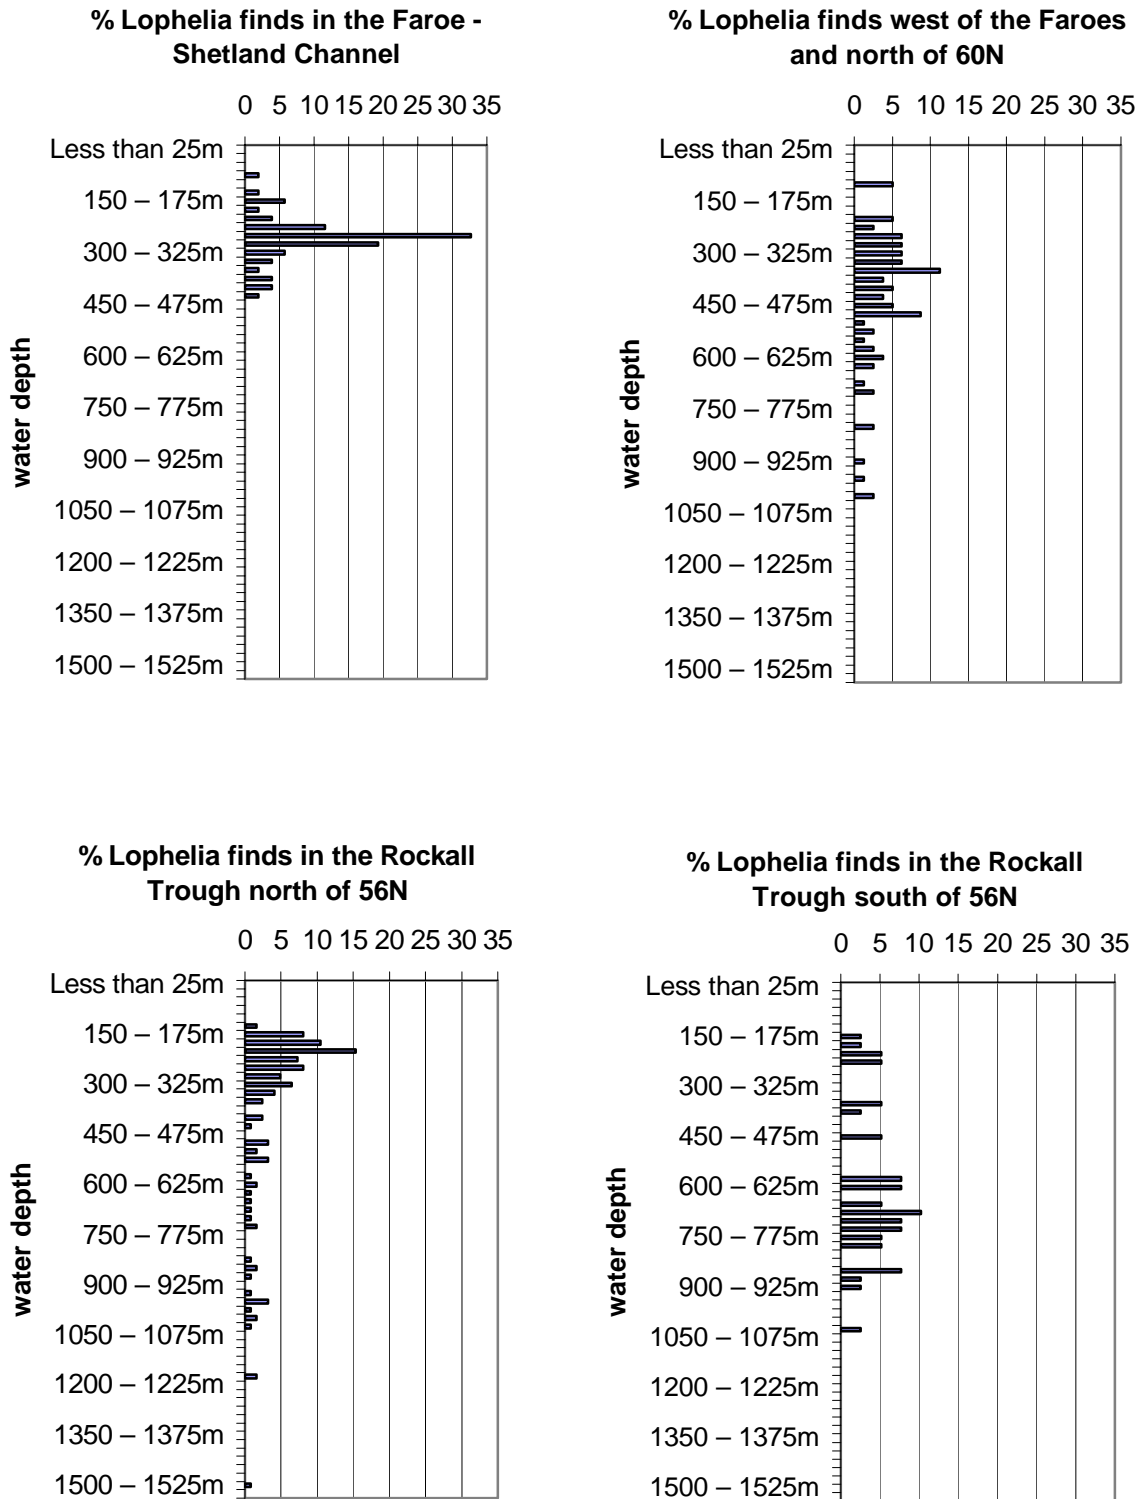 % Lophelia finds in the Faroe -
Shetland Channel
0 5 10 15 20 25 30 35
Less than 25m
150 – 175m
300 – 325m
450 – 475m
600 – 625m
750 – 775m
900 – 925m
1050 – 1075m
1200 – 1225m
1350 – 1375m
1500 – 1525m
water depth
% Lophelia finds west of the Faroes
and north of 60N
0 5 10 15 20 25 30 35
Less than 25m
150 – 175m
300 – 325m
450 – 475m
600 – 625m
750 – 775m
900 – 925m
1050 – 1075m
1200 – 1225m
1350 – 1375m
1500 – 1525m
water depth
% Lophelia finds in the Rockall
Trough north of 56N
0 5 10 15 20 25 30 35
Less than 25m
150 – 175m
300 – 325m
450 – 475m
600 – 625m
750 – 775m
900 – 925m
1050 – 1075m
1200 – 1225m
1350 – 1375m
1500 – 1525m
water depth
% Lophelia finds in the Rockall
Trough south of 56N
0 5 10 15 20 25 30 35
Less than 25m
150 – 175m
300 – 325m
450 – 475m
600 – 625m
750 – 775m
900 – 925m
1050 – 1075m
1200 – 1225m
1350 – 1375m
1500 – 1525m
water depth